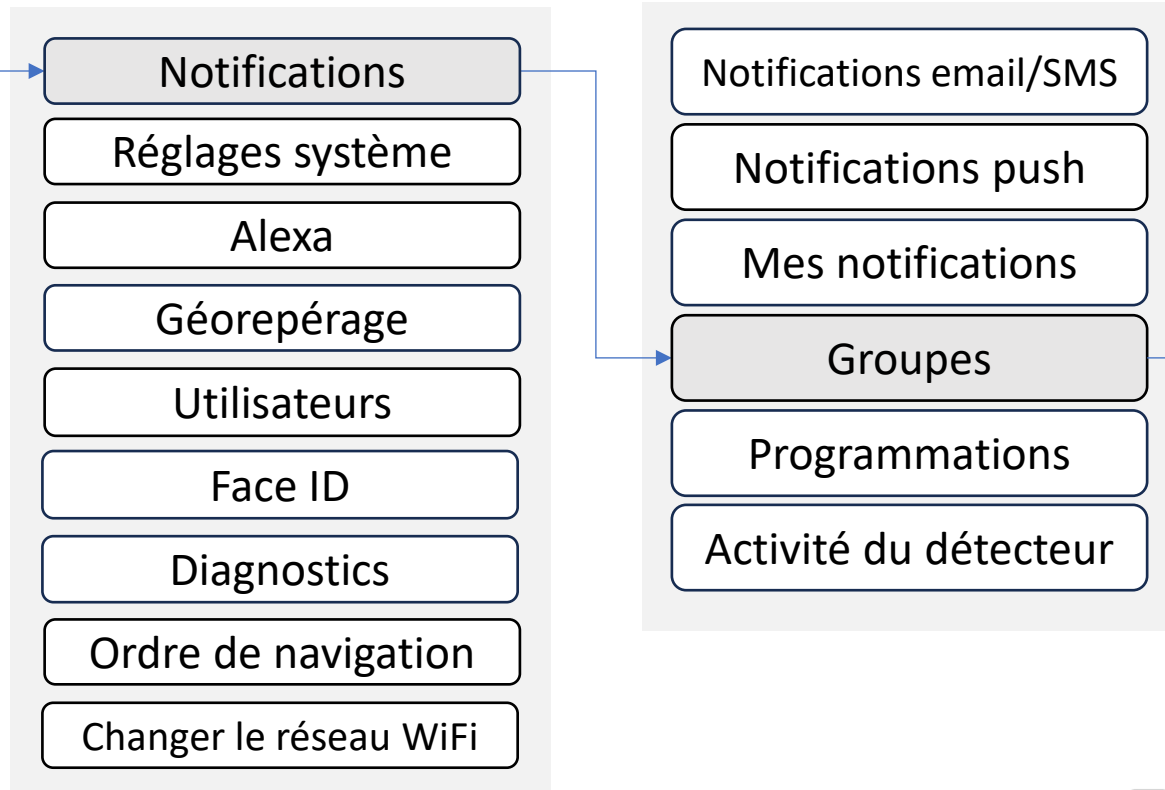 Notifications
Réglages système
Alexa
Géorepérage
Utilisateurs
Face ID
Diagnostics
Ordre de navigation
Changer le réseau WiFi
Notifications email/SMS
Notifications push
Mes notifications
Groupes
Programmations
Activité du détecteur